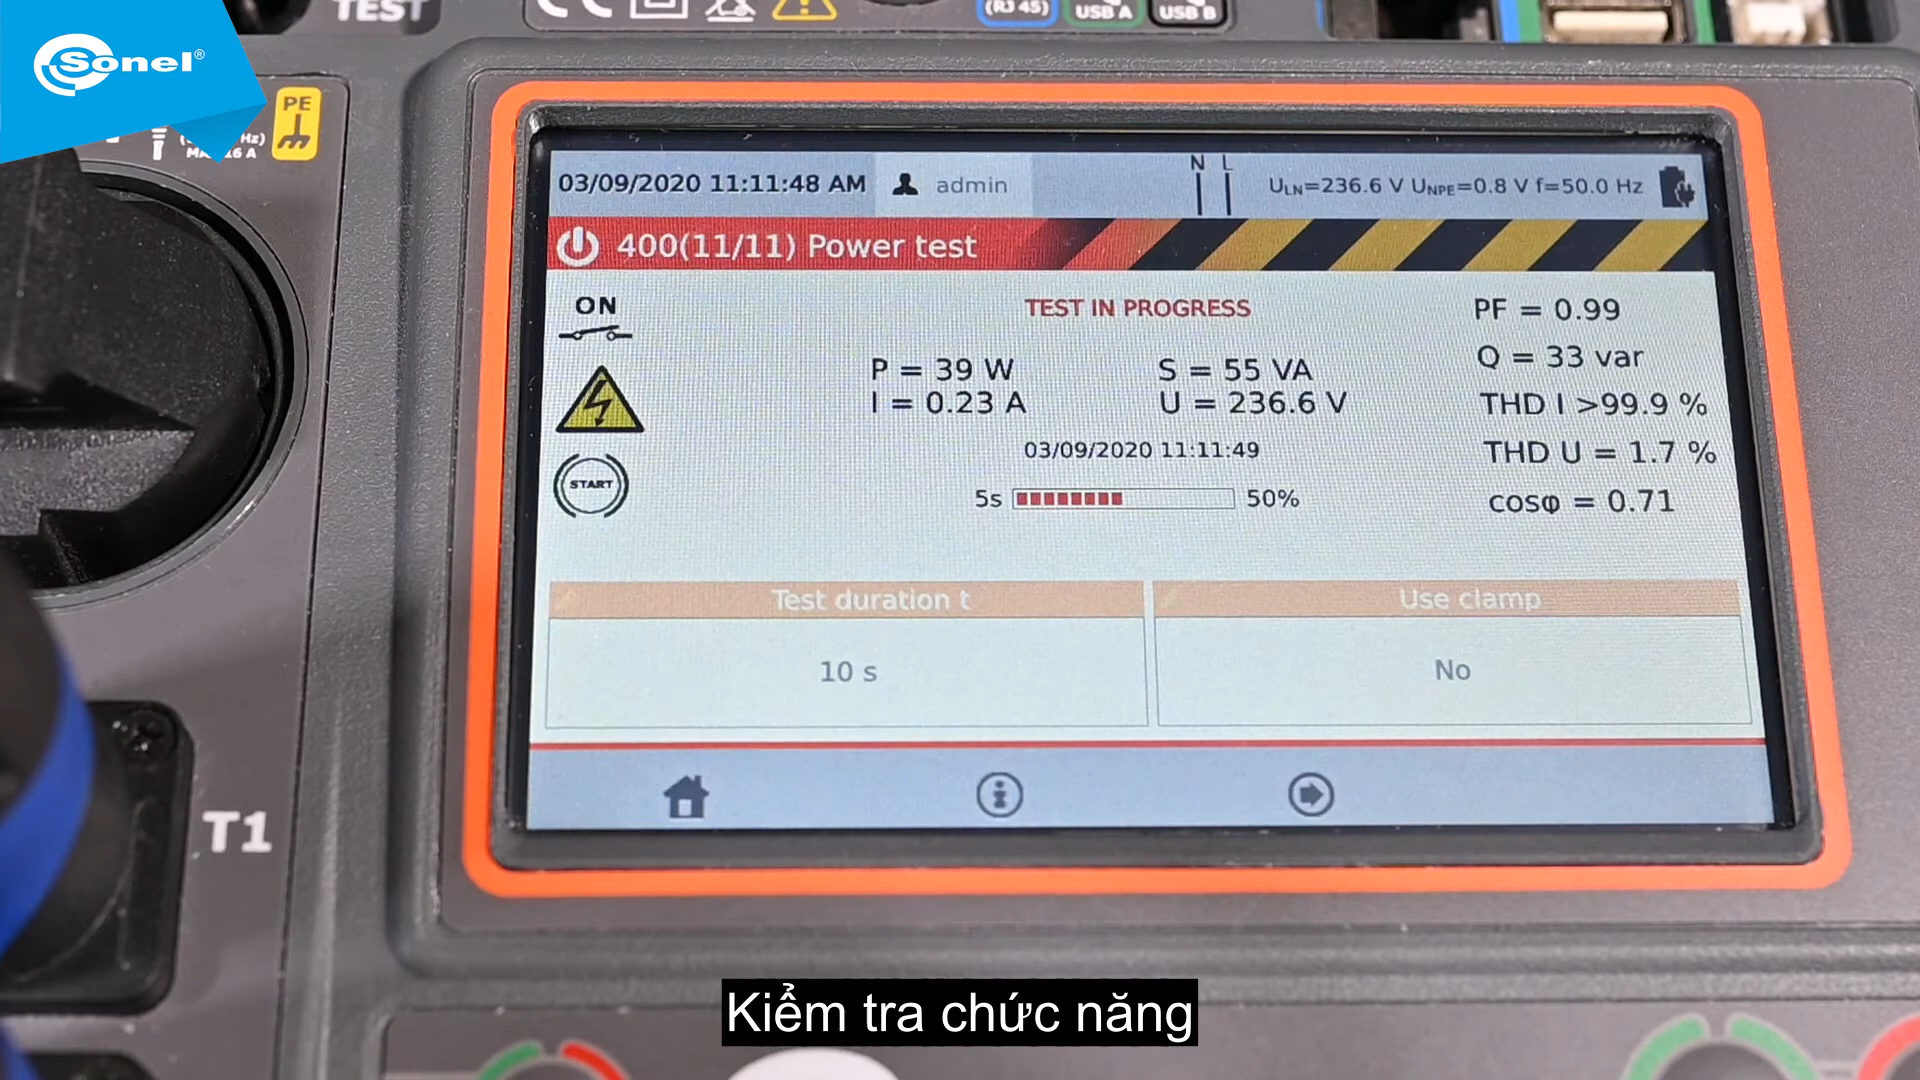 TEST
(RJ 45)
USB A
USB B
Sonel®
PE
Hz)
16 A
03/09/2020 11:11:48 AM
admin
N L
ULN=236.6 V UNPE=0.8 V f=50.0 Hz
400(11/11) Power test
ON
TEST IN PROGRESS
PF = 0.99
Q = 33 var
P = 39 W
S = 55 VA
I = 0.23 A
U = 236.6 V
THD I >99.9 %
03/09/2020 11:11:49
THD U = 1.7 %
START
5s
50%
cosφ = 0.71
Test duration t
Use clamp
10 s
No
T1
Kiểm tra chức năng